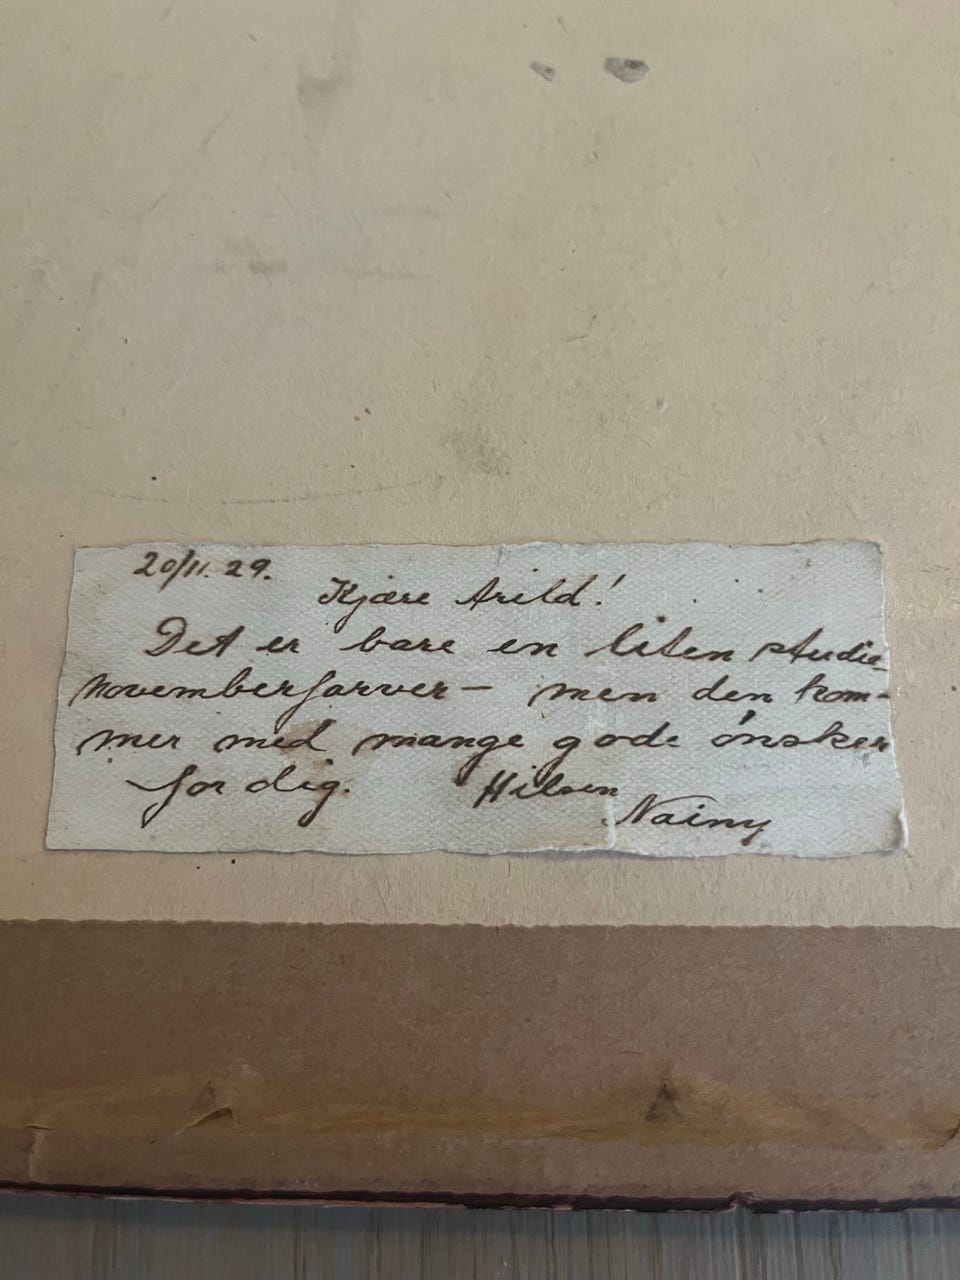 20/11. 29.
Kjære Arild!
Det er bare en liten studie
novemberfarver – men den kom-
mer med mange gode ónsker
for dig. Hilsen
Nainy